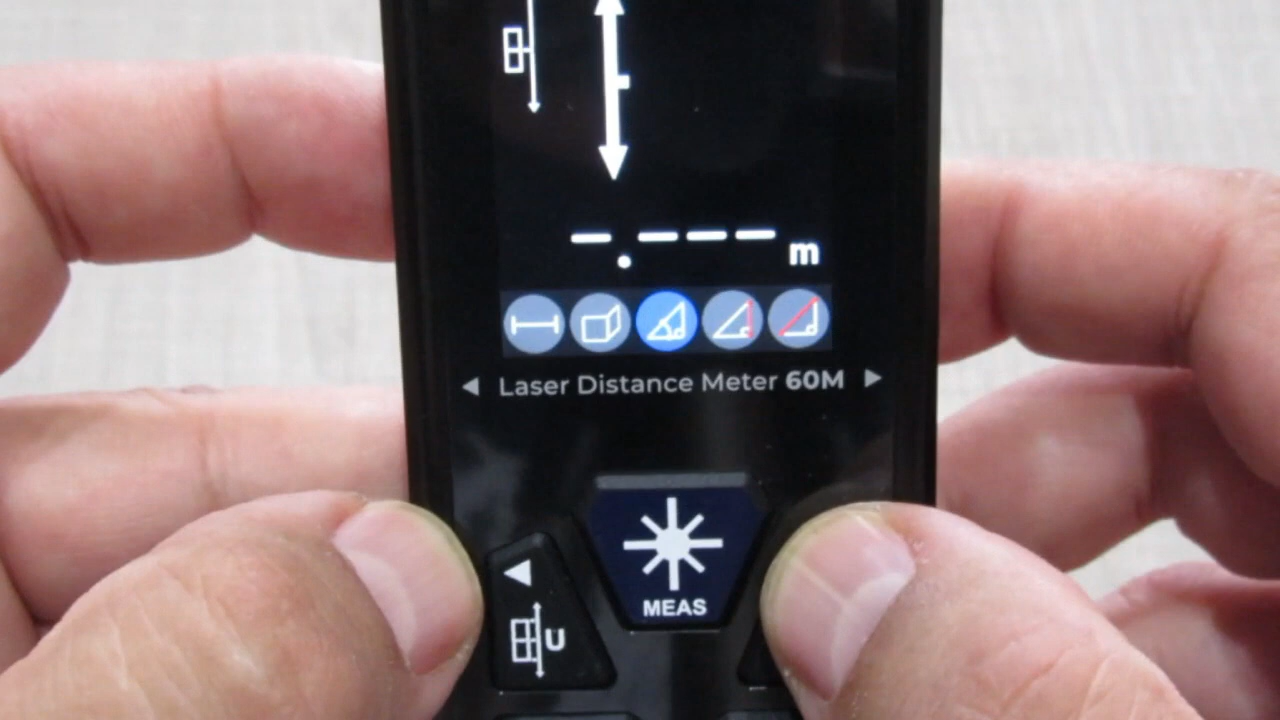 -.--- m
◀ Laser Distance Meter 60M ▶
MEAS
U